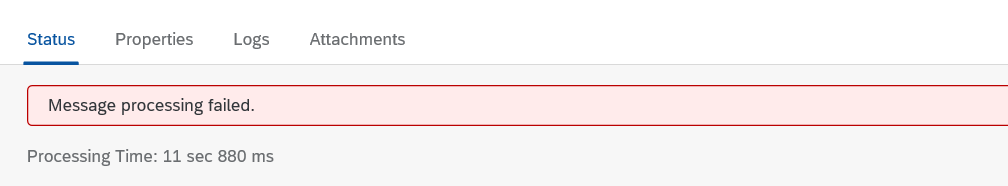 Status Properties Logs Attachments
Message processing failed.
Processing Time: 11 sec 880 ms